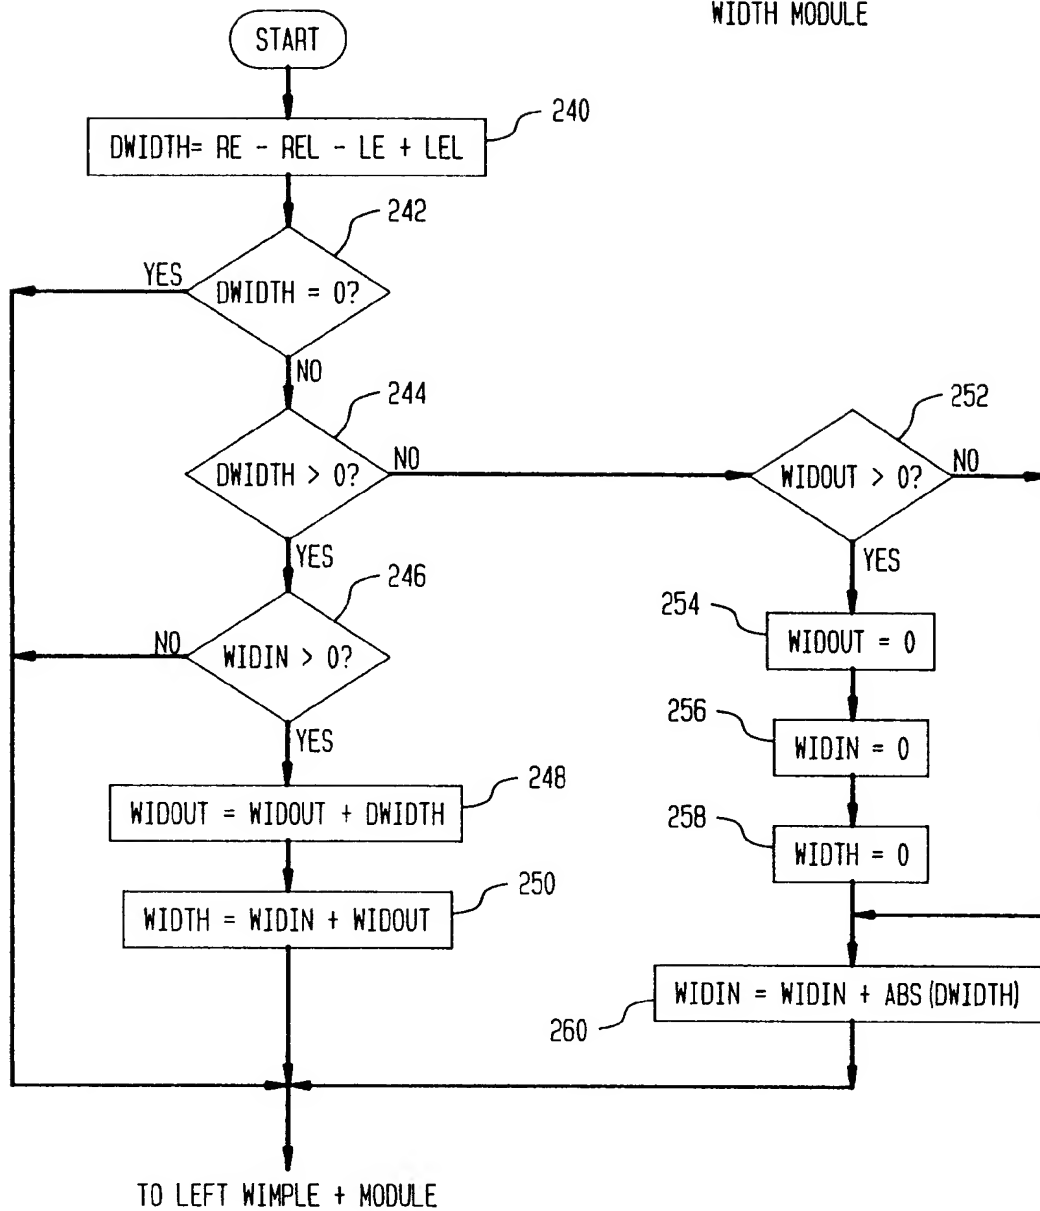 WIDTH MODULE
START
240
DWIDTH= RE - REL - LE + LEL
242
YES
DWIDTH = 0?
NO
244
252
DWIDTH > 0?
NO
WIDOUT > 0?
NO
YES
YES
246
254
NO
WIDIN > 0?
WIDOUT = 0
256
YES
WIDIN = 0
248
WIDOUT = WIDOUT + DWIDTH
258
WIDTH = 0
250
WIDTH = WIDIN + WIDOUT
WIDIN = WIDIN + ABS(DWIDTH)
260
TO LEFT WIMPLE + MODULE